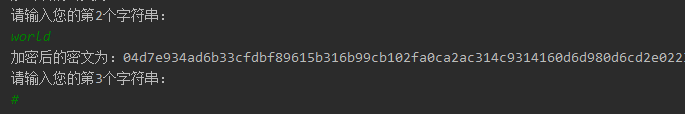 请输入您的第2个字符串：
world
加密后的密文为：04d7e934ad6b33cfdbf89615b316b99cb102fa0ca2ac314c9314160d6d980d6cd2e022
请输入您的第3个字符串：
#